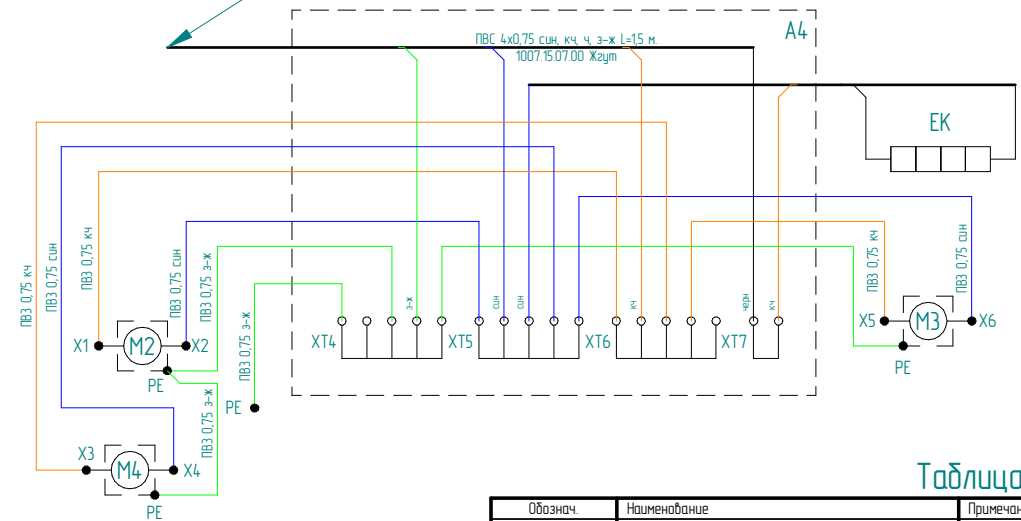 A4
ПВС 4х0,75 син, кч, ч, з-ж L=1,5 м.
1007.15.07.00 Жгут
EK
ПВ3 0,75 кч
ПВ3 0,75 син
ПВ3 0,75 кч
ПВ3 0,75 син
ПВ3 0,75 з-ж
ПВ3 0,75 з-ж
з-ж
син
син
кч
черн
кч
ПВ3 0,75 кч
ПВ3 0,75 син
XT4
XT5
XT6
XT7
X1
M2
X2
PE
X5
M3
X6
PE
ПВ3 0,75 з-ж
PE
X3
M4
X4
PE
Таблица
Обознач.
Наименование
Примечан